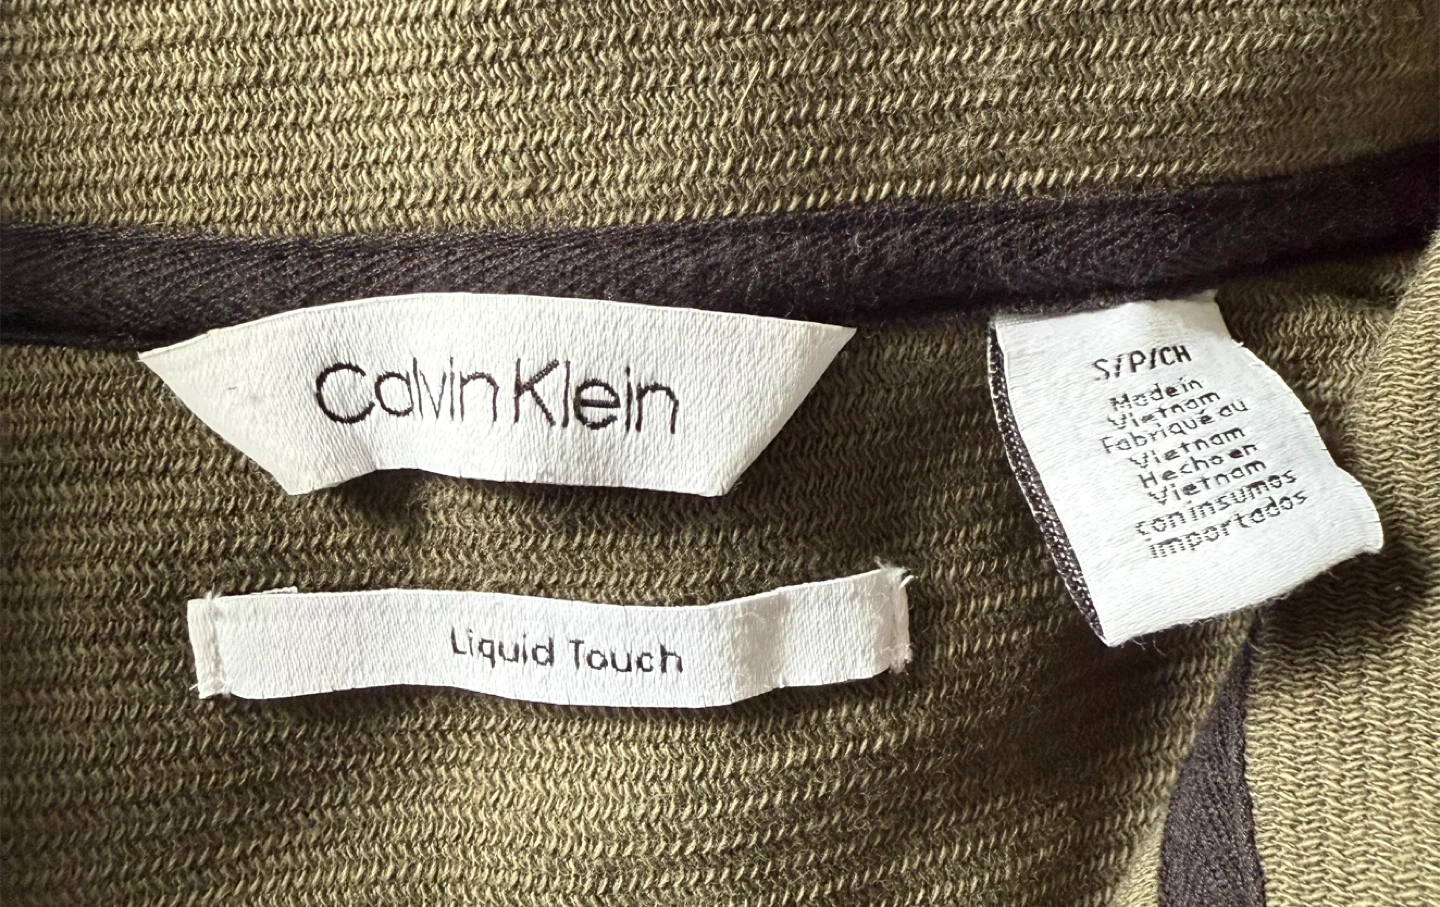 Calvin Klein
Liquid Touch
S/P/CH
Made in
Vietnam
Fabriqué au
Vietnam
Hecho en
Vietnam
con insumos
importados